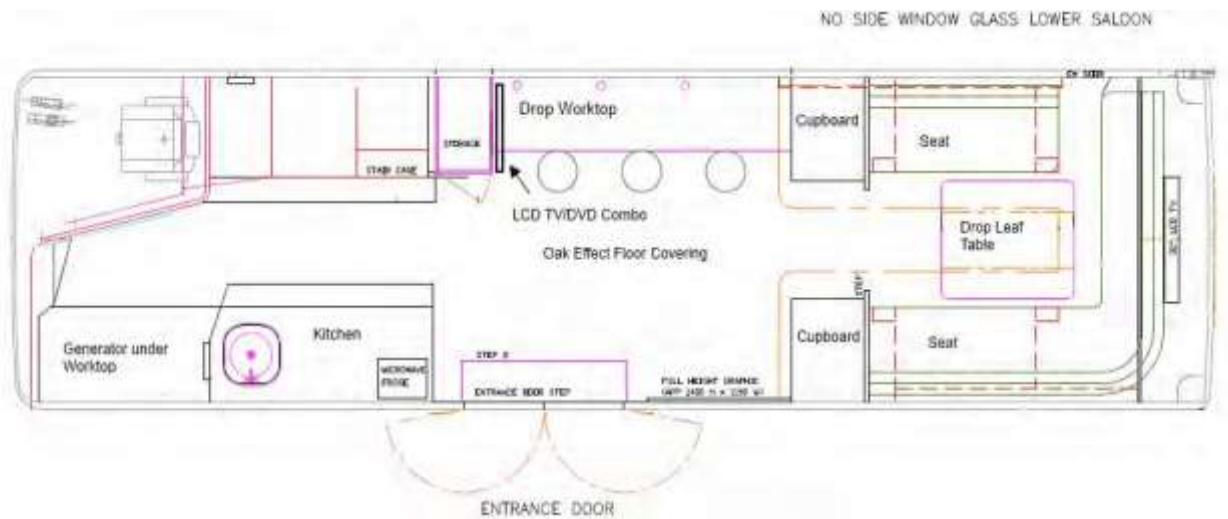 NO SIDE WINDOW GLASS LOWER SALOON
Drop Worktop
Cupboard
Seat
STORAGE
STAIR CASE
LCD TV/DVD Combo
Oak Effect Floor Covering
Drop Leaf
Table
STEP
Generator under
Worktop
Kitchen
MICROWAVE
FRIDGE
STEP
ENTRANCE DOOR STEP
FULL HEIGHT GRAPHIC
Cupboard
Seat
ENTRANCE DOOR